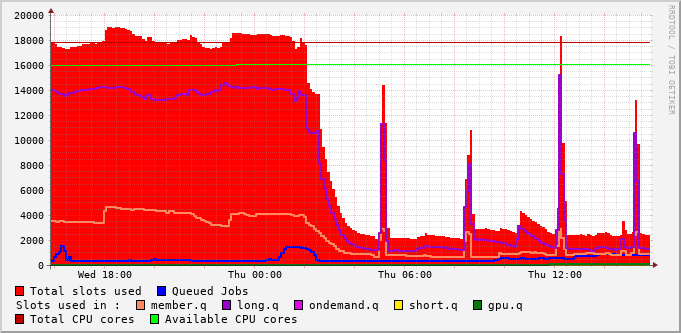 20000
18000
16000
14000
12000
10000
8000
6000
4000
2000
0
Wed 18:00 Thu 00:00 Thu 06:00 Thu 12:00
RRDTOOL / TOBI OETIKER
Total slots used Queued Jobs
Slots used in : member.q long.q ondemand.q short.q gpu.q
Total CPU cores Available CPU cores